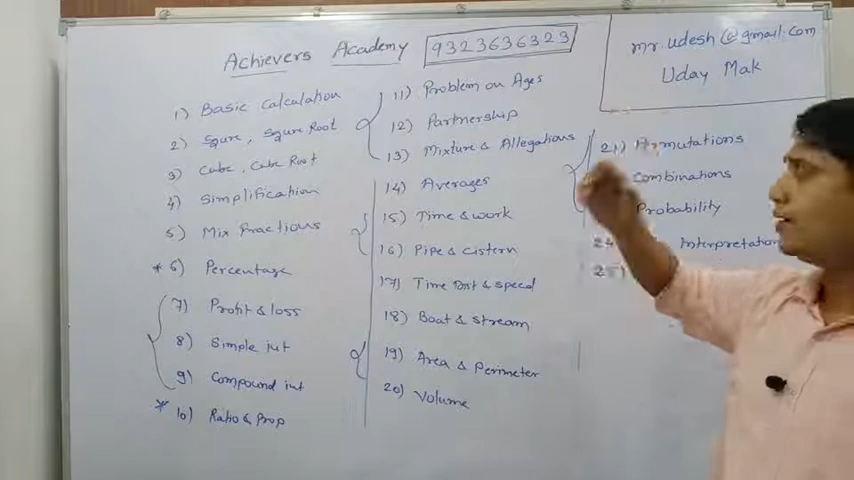 Achievers Academy
9323636323
mr.udesh@gmail.com
Uday Mak
1) Basic calculation
2) Squre, Squre Root
3) Cube, Cube Root
4) Simplification
5) Mix fractions
* 6) Percentage
7) Profit & loss
8) Simple int
9) Compound int
* 10) Ratio & Prop
11) Problem on Ages
12) Partnership
13) Mixture & Allegations
14) Averages
15) Time & work
16) Pipe & cistern
17) Time Dist & speed
18) Boat & Stream
19) Area & Perimeter
20) Volume
21) Permutations
Combinations
Probability
Interpretation
25)